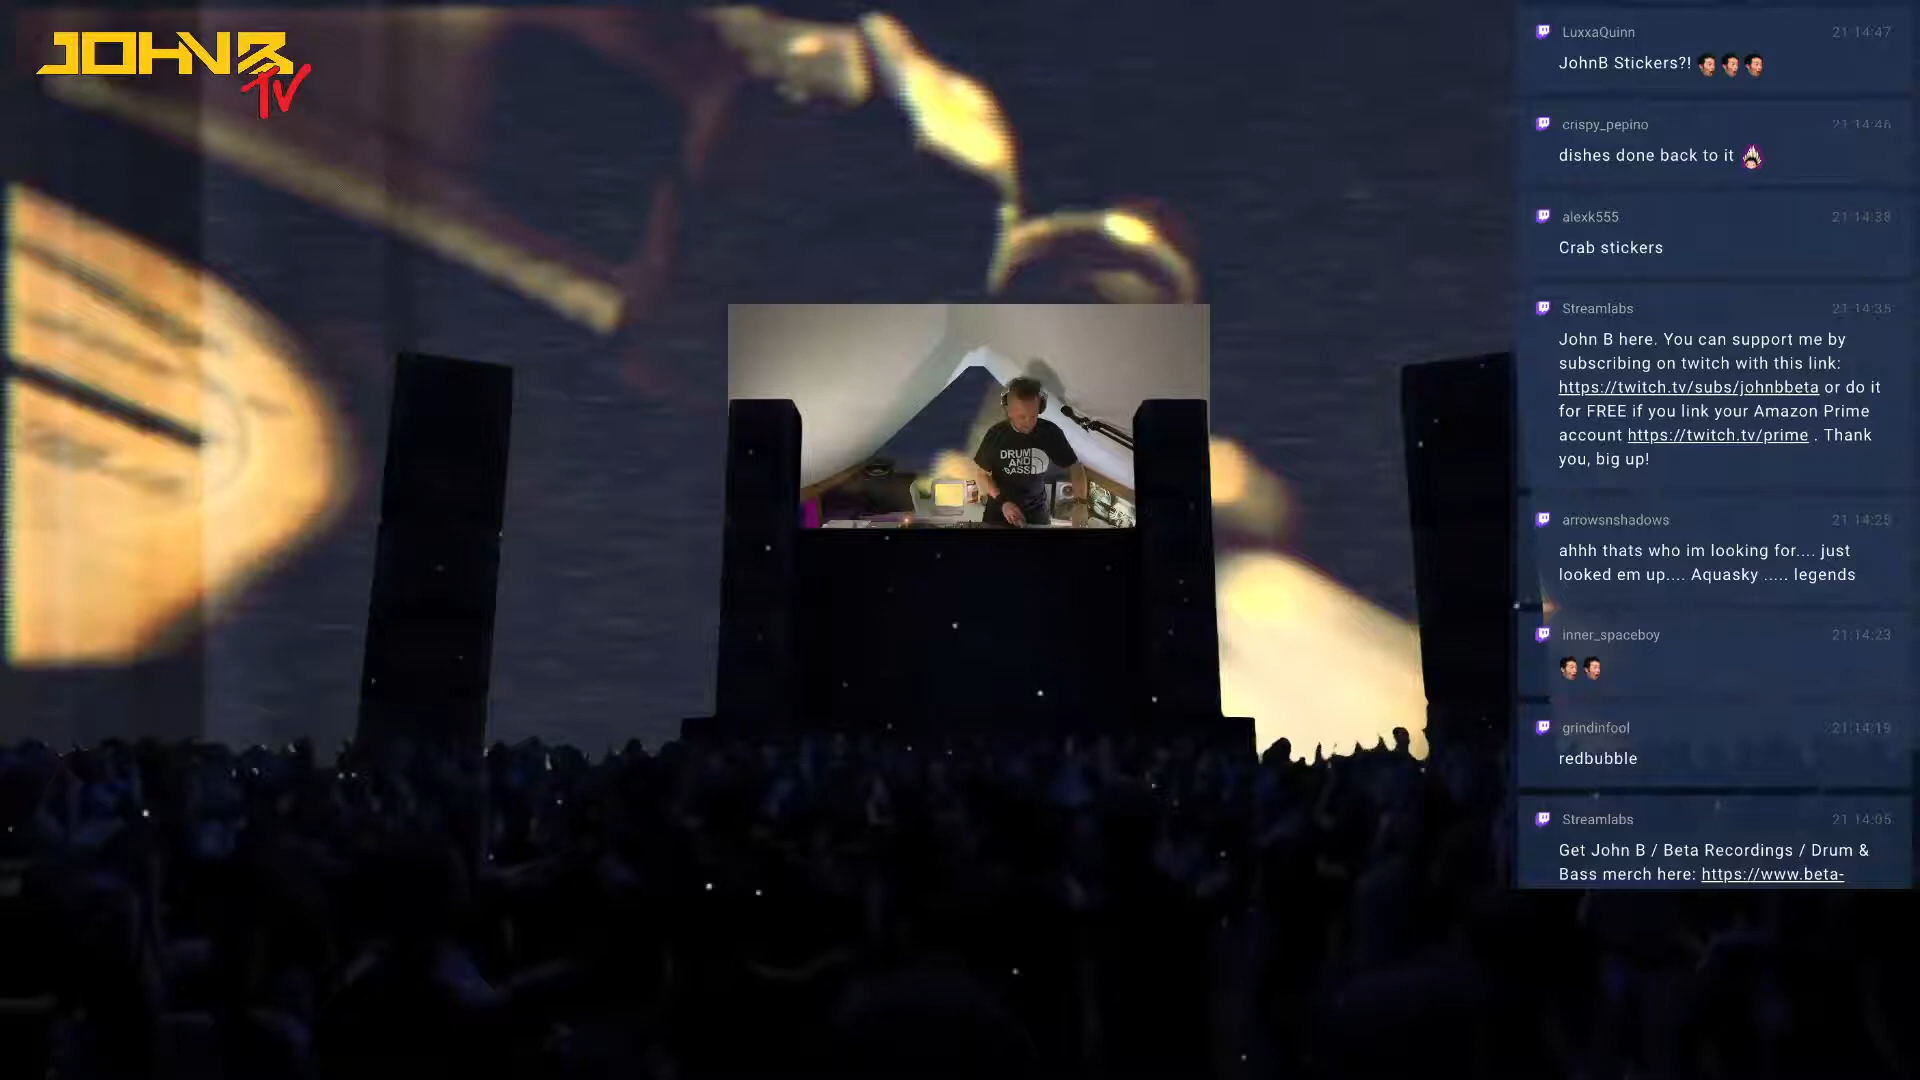 JOHN B
TV
LuxxaQuinn 21:14:47
JohnB Stickers?!
crispy_pepino 21:14:46
dishes done back to it
alexk555 21:14:38
Crab stickers
Streamlabs 21:14:35
John B here. You can support me by
subscribing on twitch with this link:
https://twitch.tv/subs/johnbbeta or do it
for FREE if you link your Amazon Prime
account https://twitch.tv/prime . Thank
you, big up!
arrowsnshadows 21:14:25
ahhh thats who im looking for.... just
looked em up.... Aquasky ..... legends
inner_spaceboy 21:14:23
grindinfool 21:14:19
redbubble
Streamlabs 21:14:05
Get John B / Beta Recordings / Drum &
Bass merch here: https://www.beta-
DRUM
AND
BASS